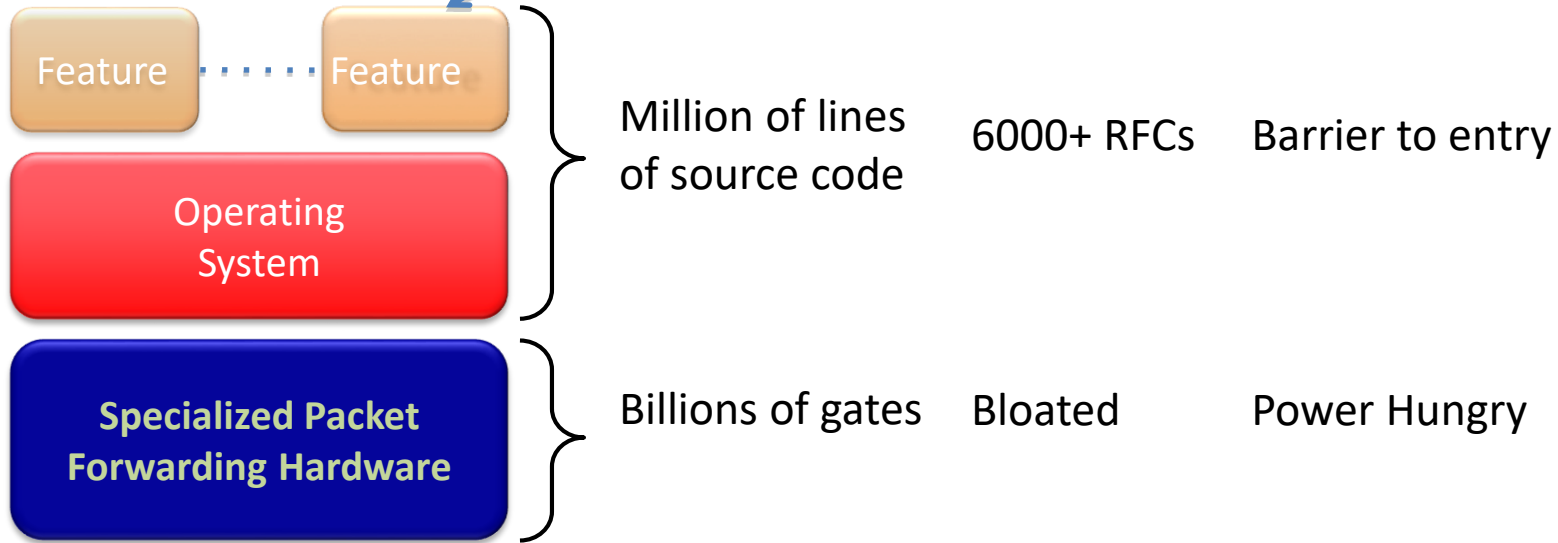 Feature
Feature
Operating
System
Specialized Packet
Forwarding Hardware
Million of lines
of source code
6000+ RFCs
Barrier to entry
Billions of gates
Bloated
Power Hungry